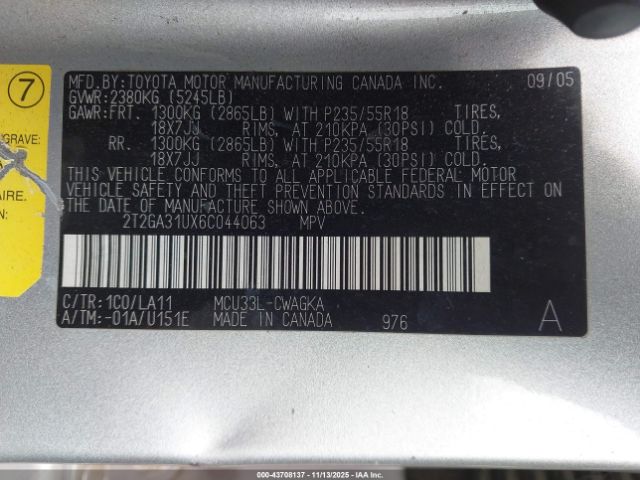 MFD.BY:TOYOTA MOTOR MANUFACTURING CANADA INC. 09/05
GVWR:2380KG (5245LB)
GAWR:FRT. 1300KG (2865LB) WITH P235/55R18 TIRES,
18X7JJ RIMS, AT 210KPA (30PSI) COLD.
RR. 1300KG (2865LB) WITH P235/55R18 TIRES,
18X7JJ RIMS, AT 210KPA (30PSI) COLD.
THIS VEHICLE CONFORMS TO ALL APPLICABLE FEDERAL MOTOR
VEHICLE SAFETY AND THEFT PREVENTION STANDARDS IN EFFECT ON
THE DATE OF MANUFACTURE SHOWN ABOVE.
2T2GA31UX6C044063 MPV
C/TR:1C0/LA11 MCU33L-CWAGKA
A/TM:-01A/U151E MADE IN CANADA 976 A
7
GRAVE:
AIRE.
N:
000-43708137 - 11/13/2025 - IAAI.COM